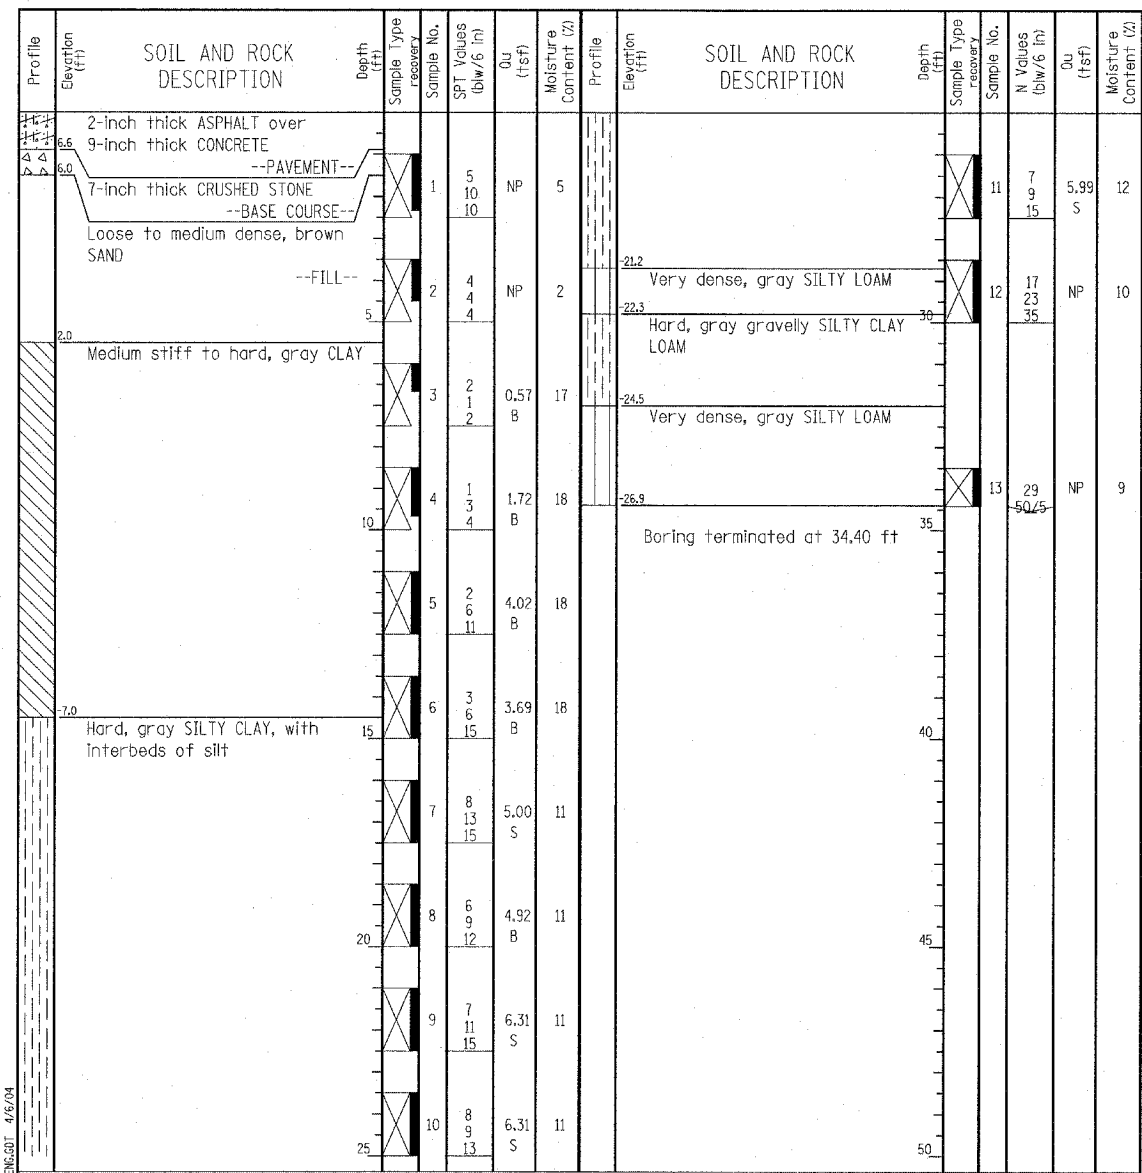 Profile
Elevation (ft)
SOIL AND ROCK
DESCRIPTION
Depth (ft)
Sample Type
recovery
Sample No.
SPT Values (blw/6 in)
Qu (tsf)
Moisture Content (%)
2-inch thick ASPHALT over
6.6 9-inch thick CONCRETE
--PAVEMENT--
6.0
7-inch thick CRUSHED STONE
--BASE COURSE--
1 5 10 10 NP 5
Loose to medium dense, brown
SAND
--FILL--
2 4 4 4 NP 2
5
2.0
Medium stiff to hard, gray CLAY
3 2 1 2 0.57 B 17
4 1 3 4 1.72 B 18
10
5 2 6 11 4.02 B 18
6 3 6 15 3.69 B 18
-7.0
Hard, gray SILTY CLAY, with
15
interbeds of silt
7 8 13 15 5.00 S 11
8 6 9 12 4.92 B 11
20
9 7 11 15 6.31 S 11
10 8 9 13 6.31 S 11
25
Profile
Elevation (ft)
SOIL AND ROCK
DESCRIPTION
Depth (ft)
Sample Type
recovery
Sample No.
N Values (blw/6 in)
Qu (tsf)
Moisture Content (%)
11 7 9 15 5.99 S 12
-21.2
Very dense, gray SILTY LOAM
12 17 23 35 NP 10
-22.3
30
Hard, gray gravelly SILTY CLAY
LOAM
-24.5
Very dense, gray SILTY LOAM
13 29 50/5 NP 9
-26.9
35
Boring terminated at 34.40 ft
40
45
50
ENG.GDT 4/6/04